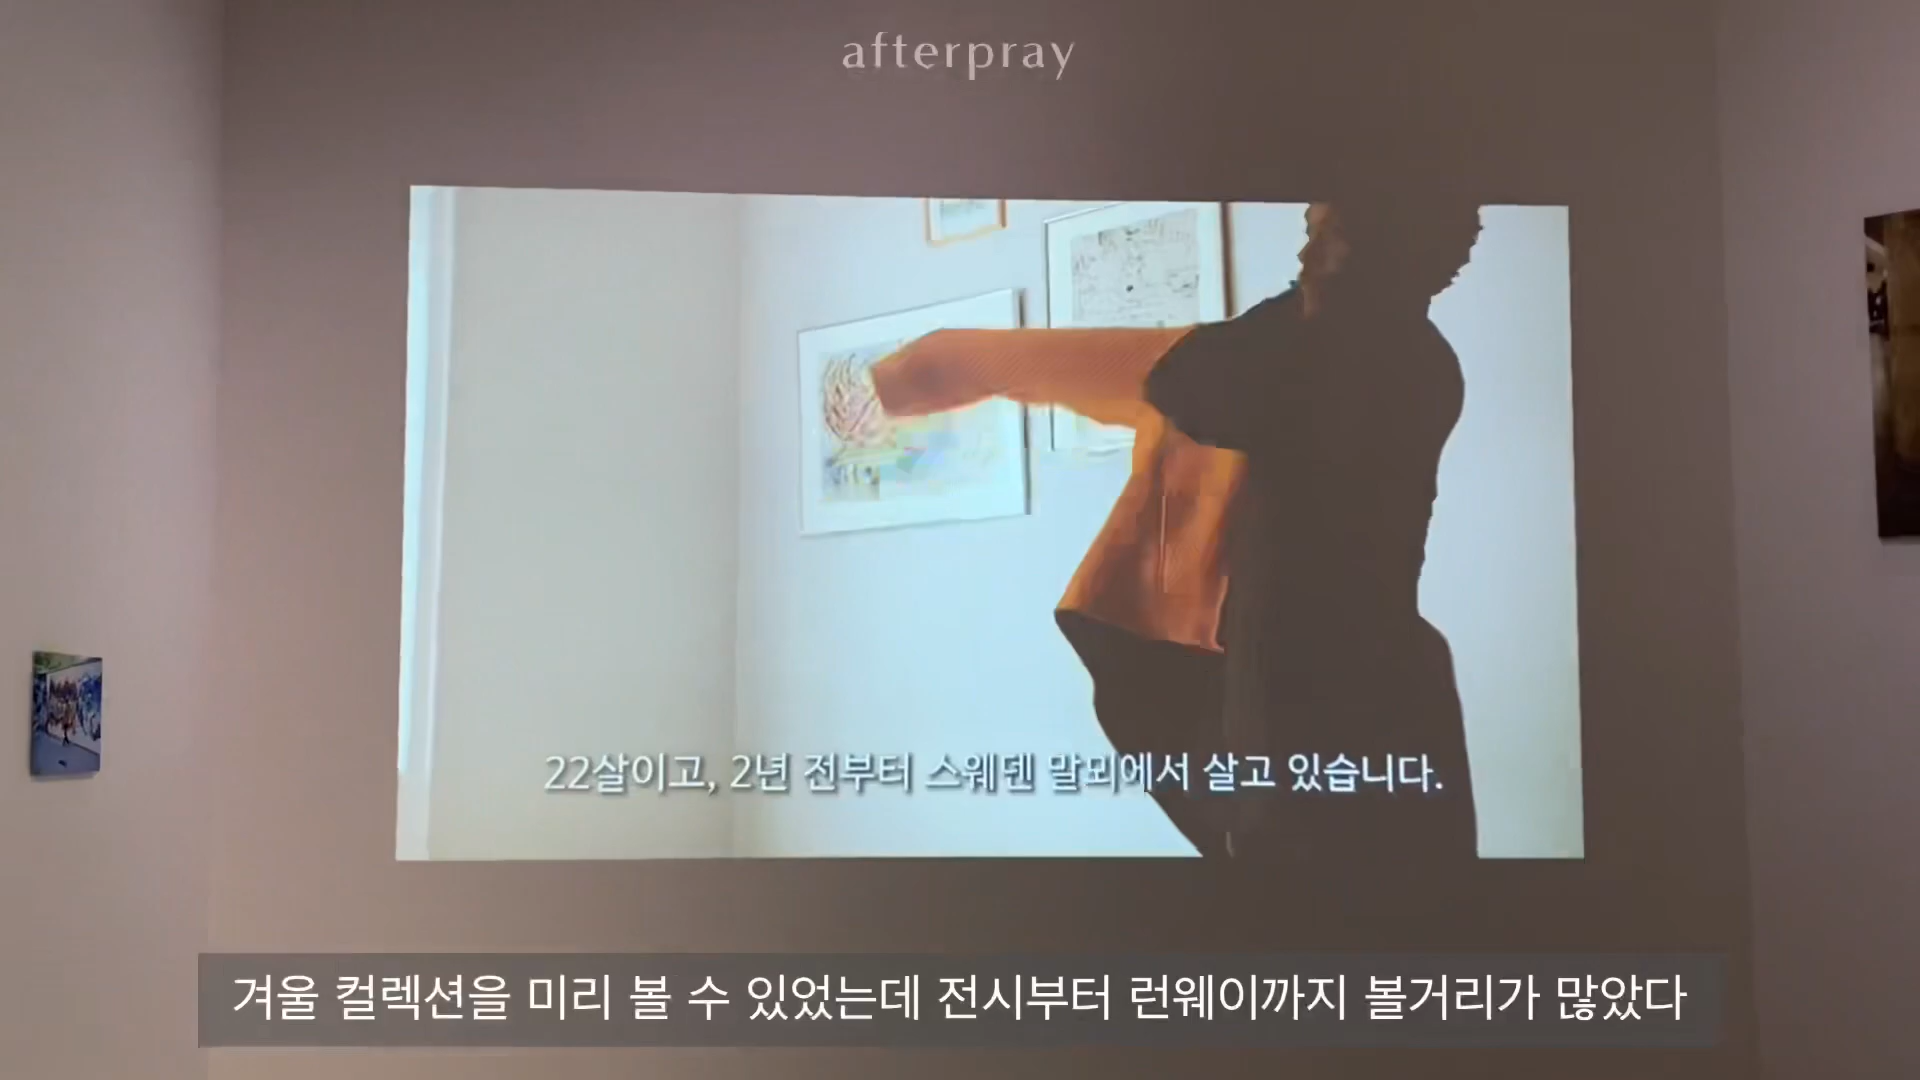 afterpray
22살이고, 2년 전부터 스웨덴 말뫼에서 살고 있습니다.
겨울 컬렉션을 미리 볼 수 있었는데 전시부터 런웨이까지 볼거리가 많았다